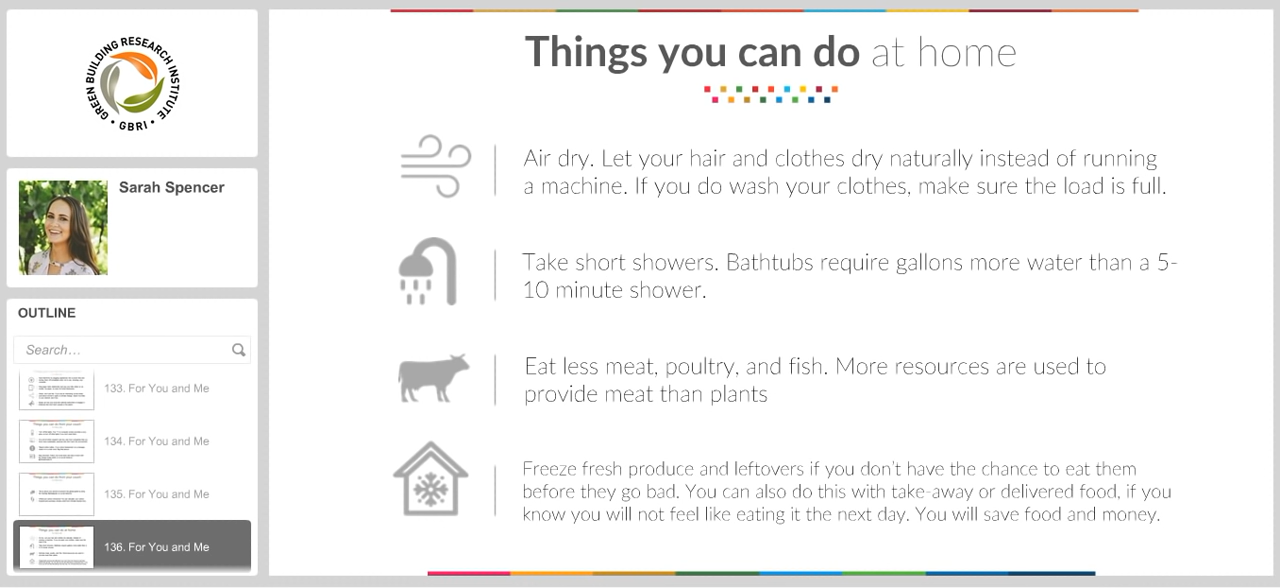 GREEN BUILDING RESEARCH INSTITUTE
• GBRI •
Sarah Spencer
OUTLINE
Search...
133. For You and Me
134. For You and Me
135. For You and Me
136. For You and Me
Things you can do at home
Air dry. Let your hair and clothes dry naturally instead of running
a machine. If you do wash your clothes, make sure the load is full.
Take short showers. Bathtubs require gallons more water than a 5-
10 minute shower.
Eat less meat, poultry, and fish. More resources are used to
provide meat than plants
Freeze fresh produce and leftovers if you don't have the chance to eat them
before they go bad. You can also do this with take-away or delivered food, if you
know you will not feel like eating it the next day. You will save food and money.